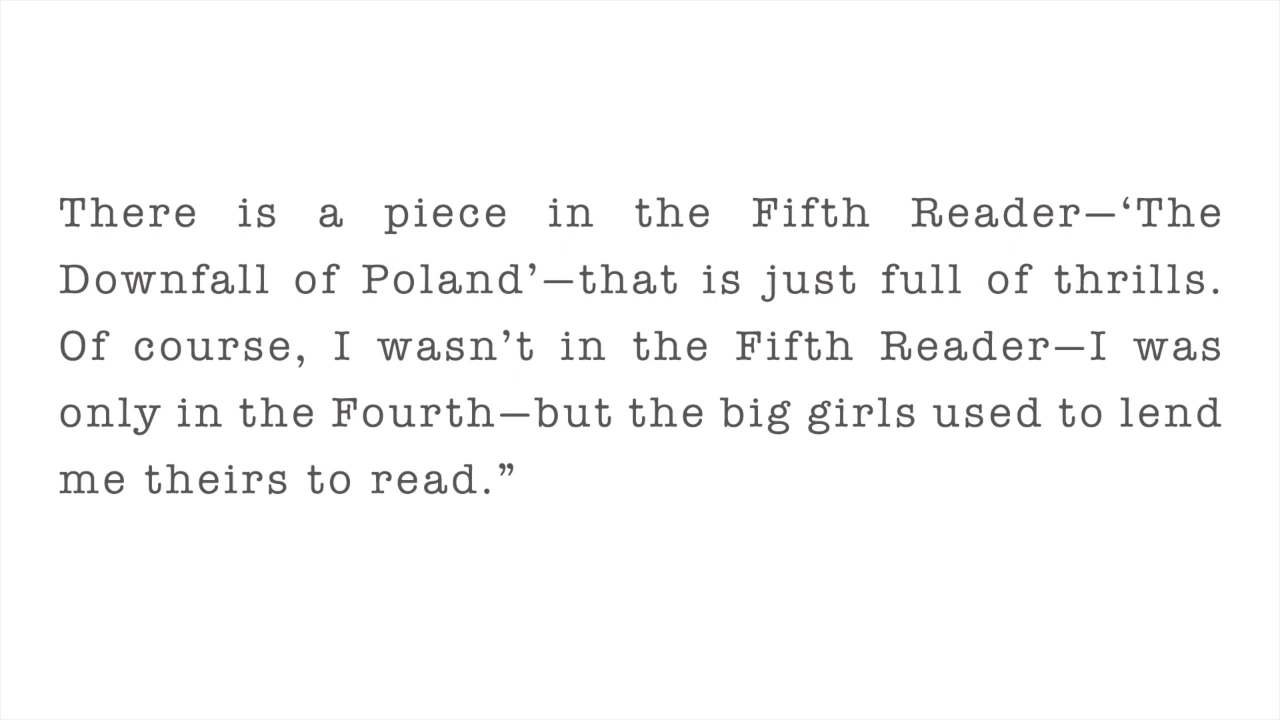 There is a piece in the Fifth Reader—‘The
Downfall of Poland’—that is just full of thrills.
Of course, I wasn’t in the Fifth Reader—I was
only in the Fourth—but the big girls used to lend
me theirs to read.”